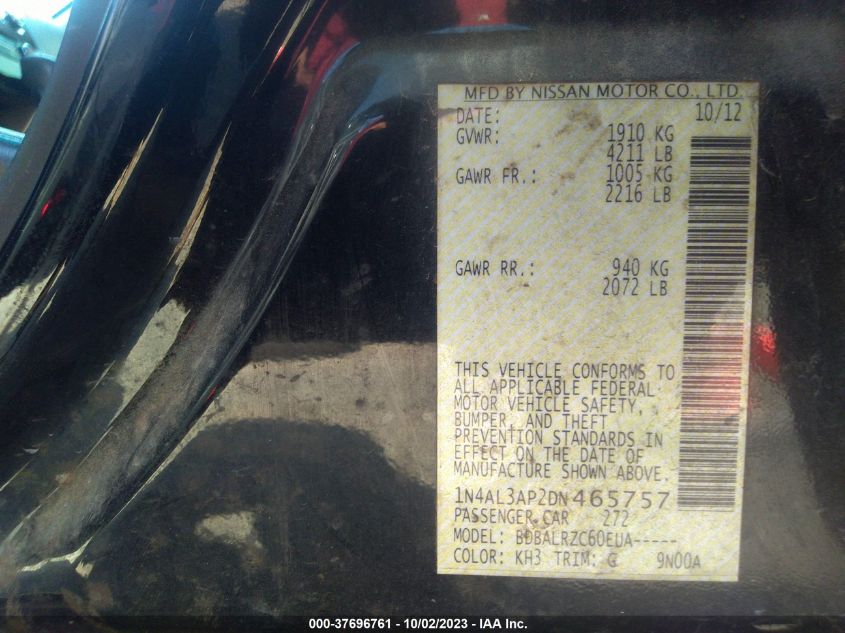 MFD BY NISSAN MOTOR CO., LTD.
DATE: 10/12
GVWR: 1910 KG
4211 LB
GAWR FR.: 1005 KG
2216 LB
GAWR RR.: 940 KG
2072 LB
THIS VEHICLE CONFORMS TO
ALL APPLICABLE FEDERAL
MOTOR VEHICLE SAFETY,
BUMPER, AND THEFT
PREVENTION STANDARDS IN
EFFECT ON THE DATE OF
MANUFACTURE SHOWN ABOVE.
1N4AL3AP2DN465757
PASSENGER CAR 272
MODEL: BDBALRZC60EUA-----
COLOR: KH3 TRIM: G 9N00A
000-37696761 - 10/02/2023 - IAA Inc.